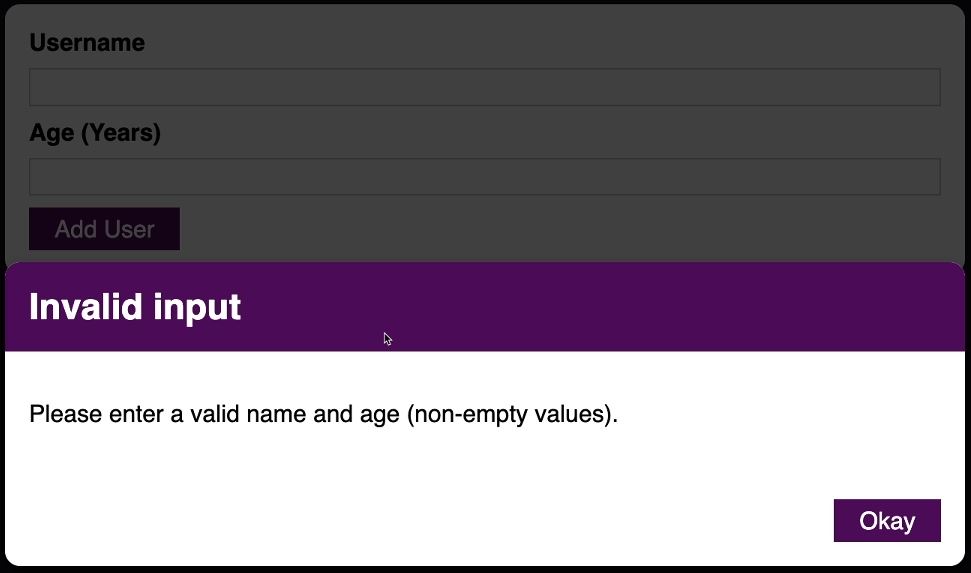 Username
Age (Years)
Add User
Invalid input
Please enter a valid name and age (non-empty values).
Okay